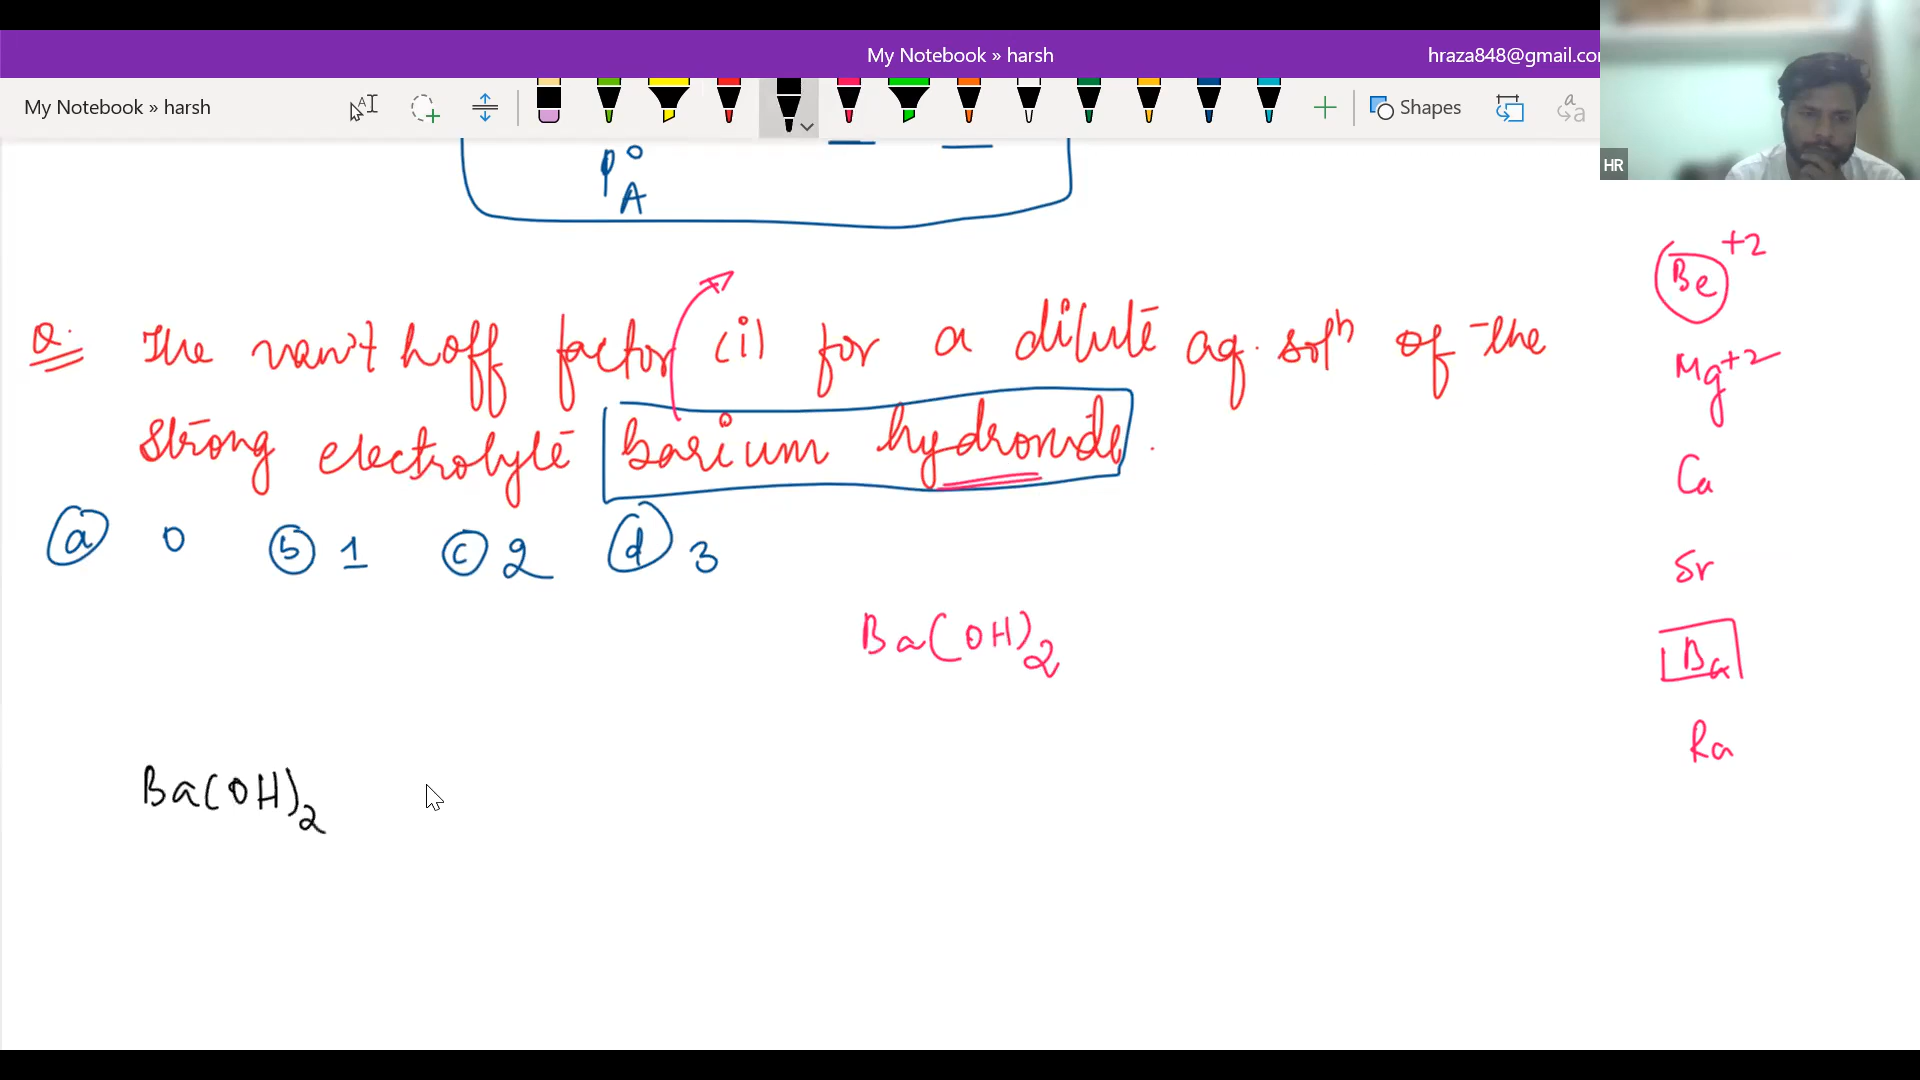 My Notebook » harsh
hraza848@gmail.co
My Notebook » harsh
Shapes
HR
P°A
Q. The van't hoff factor (i) for a dilute aq. solⁿ of the
strong electrolyte barium hydroxide.
(a) 0 (b) 1 (c) 2 (d) 3
Ba(OH)₂
Ba(OH)₂
Be+2
Mg+2
Ca
Sr
Ba
Ra